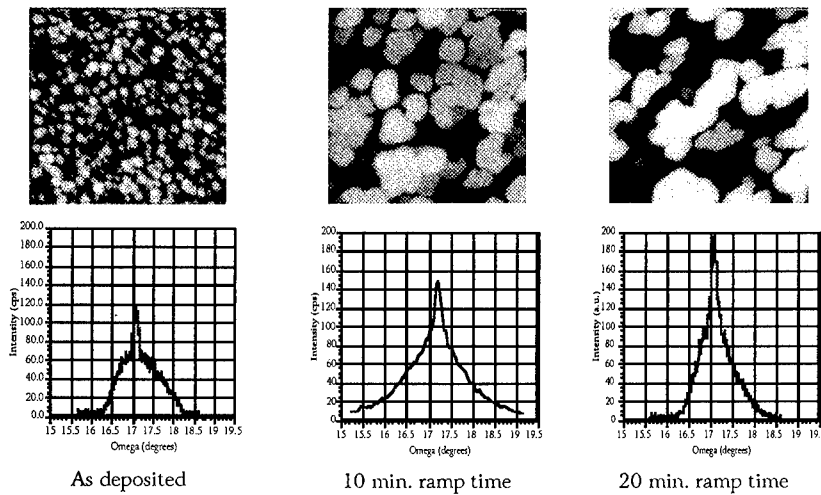 200.0
180.0
160.0
140.0
120.0
100.0
80.0
60.0
40.0
20.0
0.0
Intensity (cps)
15 15.5 16 16.5 17 17.5 18 18.5 19 19.5
Omega (degrees)
As deposited
200
180
160
140
120
100
80
60
40
20
0
Intensity (cps)
15 15.5 16 16.5 17 17.5 18 18.5 19 19.5
Omega (degrees)
10 min. ramp time
200
180
160
140
120
100
80
60
40
20
0
Intensity (a.u.)
15 15.5 16 16.5 17 17.5 18 18.5 19 19.5
Omega (degrees)
20 min. ramp time